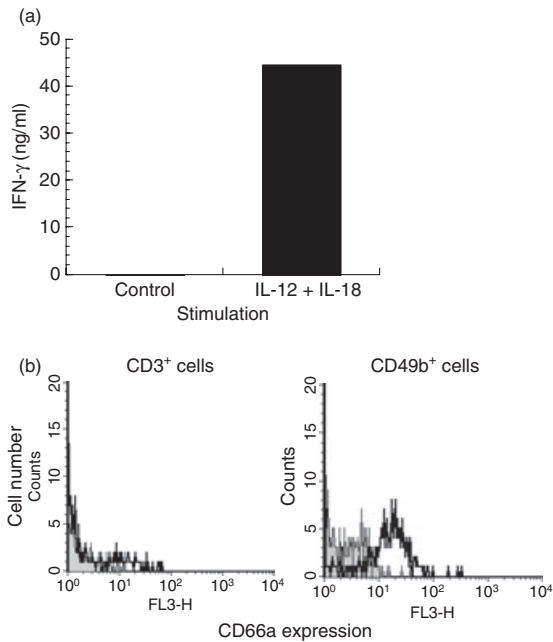 (a)
50
40
30
20
10
0
IFN-γ (ng/ml)
Control
IL-12 + IL-18
Stimulation
(b)
CD3⁺ cells
20
15
10
5
0
Cell number
Counts
10⁰ 10¹ 10² 10³ 10⁴
FL3-H
CD49b⁺ cells
20
15
10
5
0
Counts
10⁰ 10¹ 10² 10³ 10⁴
FL3-H
CD66a expression